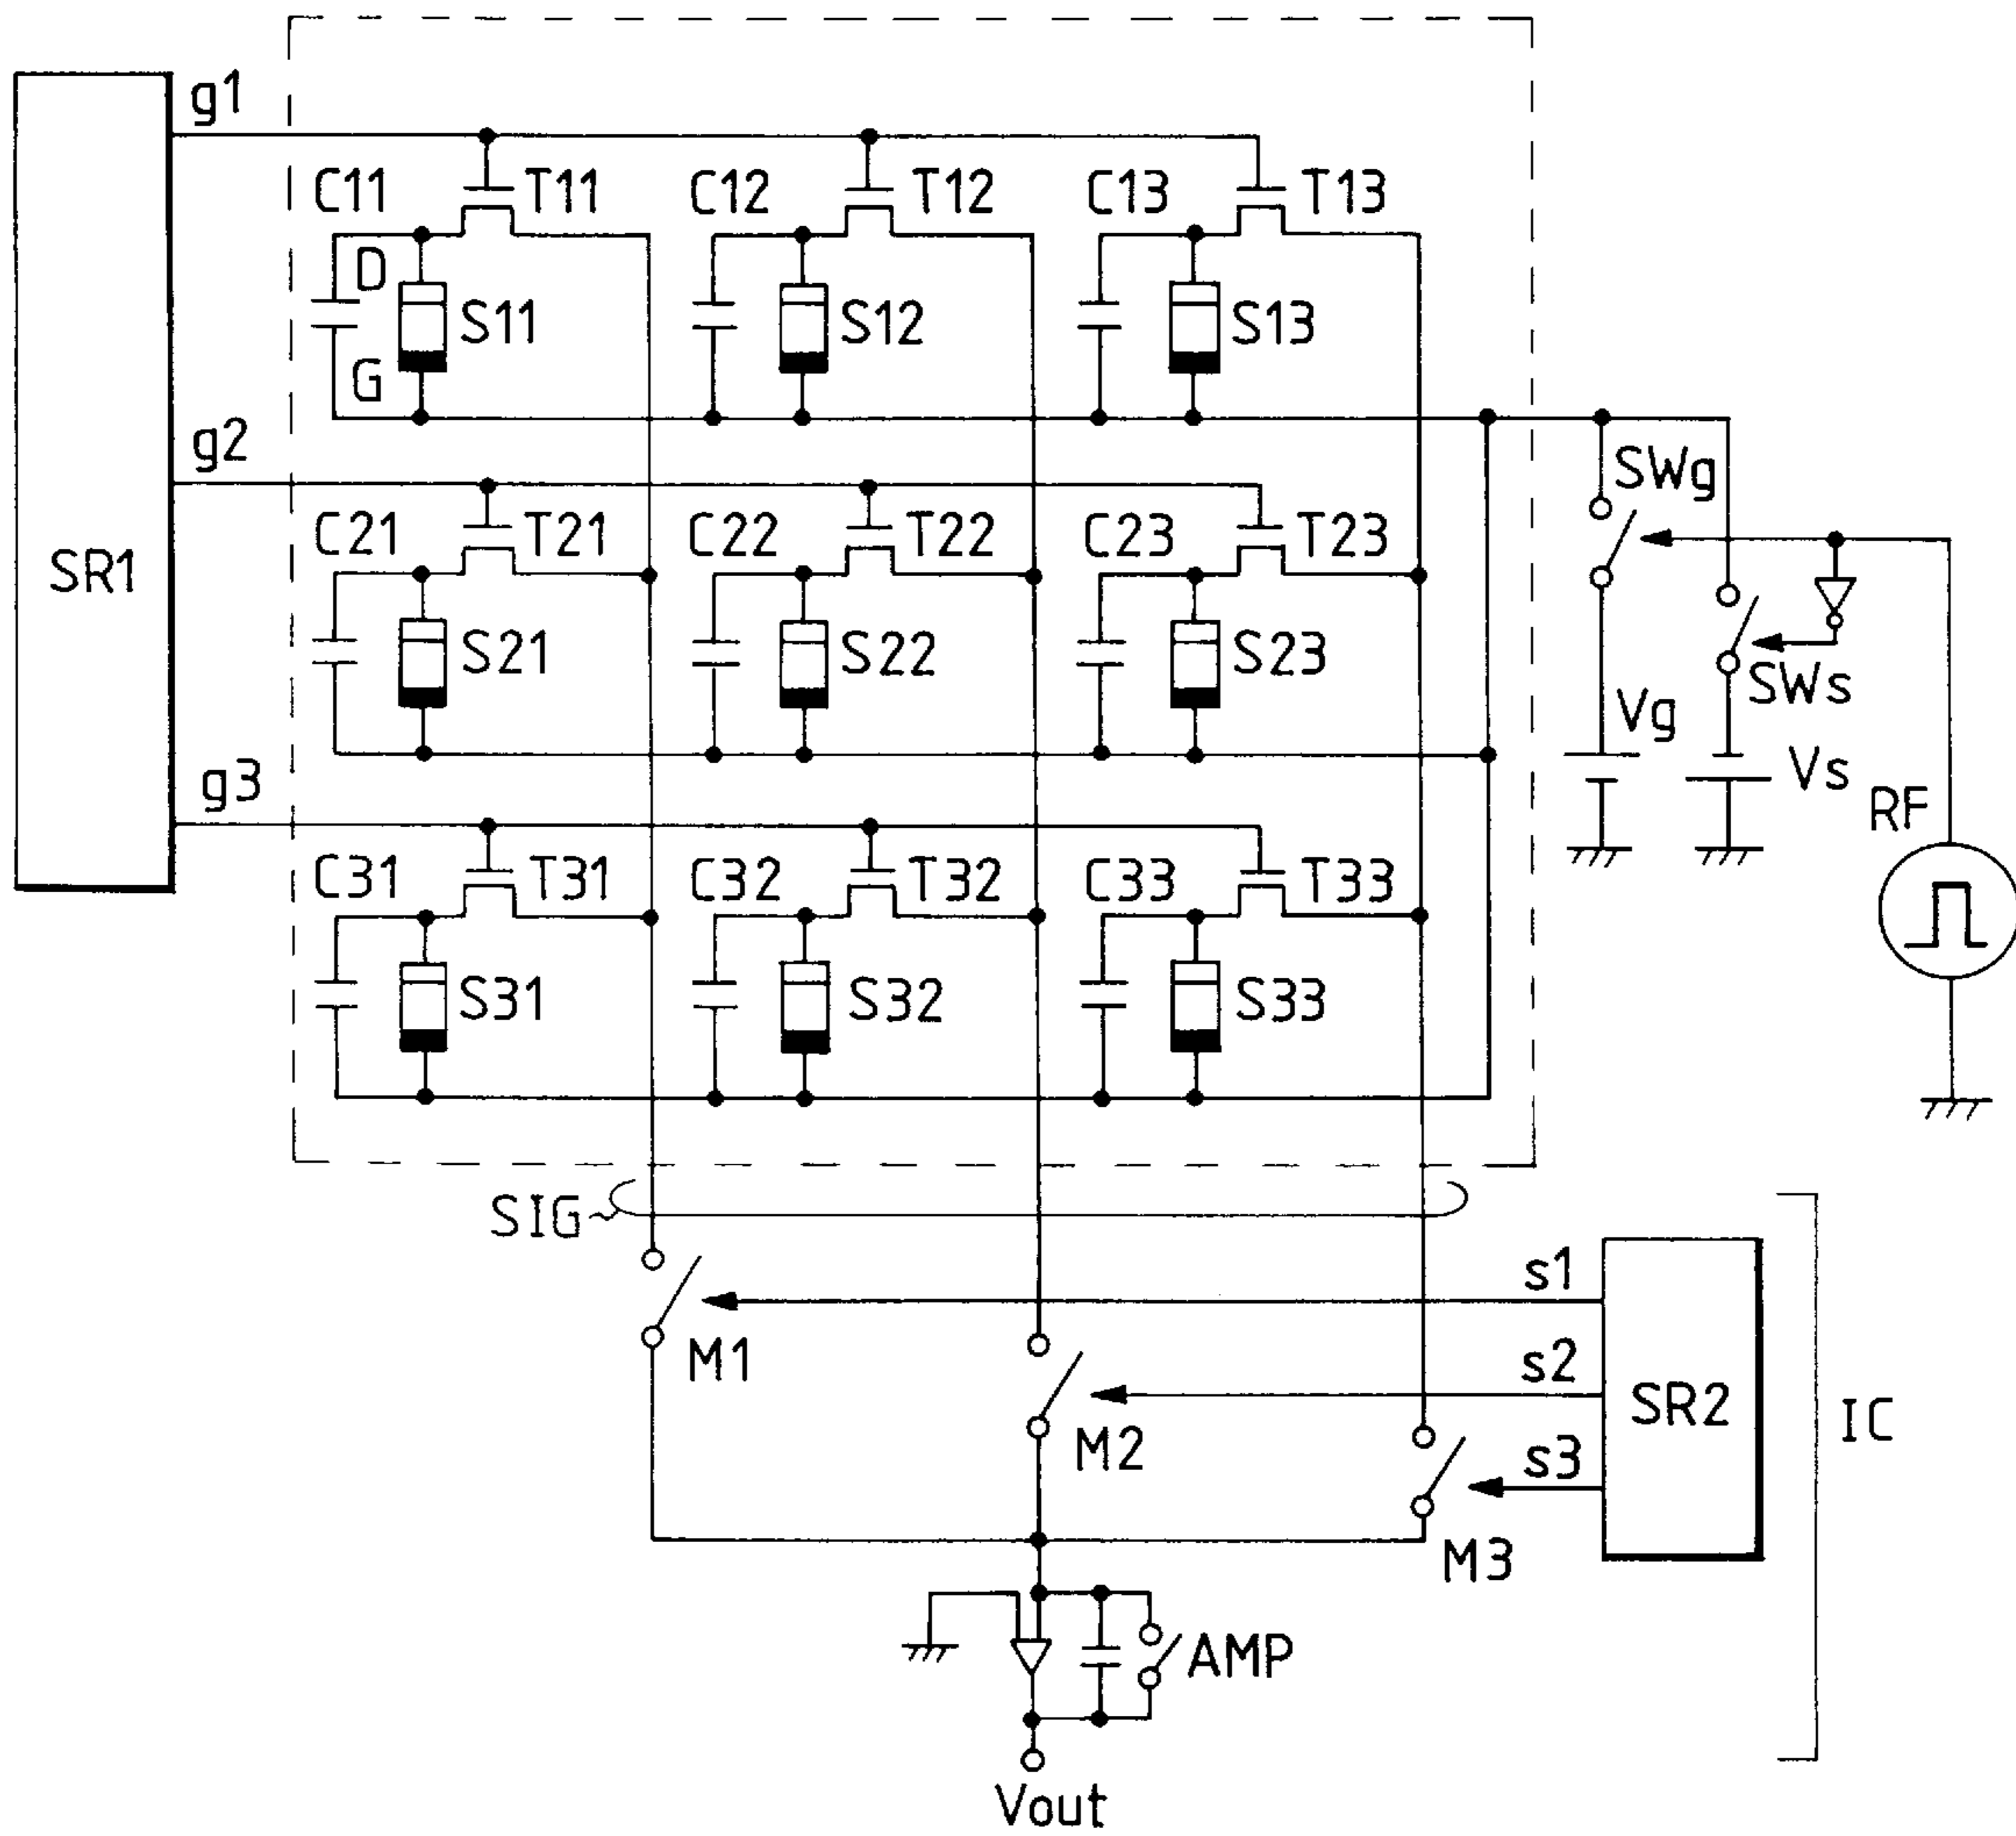 g1
C11 T11 C12 T12 C13 T13
D
S11 S12 S13
G
g2
SWg
C21 T21 C22 T22 C23 T23
SR1
S21 S22 S23
SWs
Vg
Vs
g3
RF
C31 T31 C32 T32 C33 T33
S31 S32 S33
SIG
s1
M1
s2
SR2
IC
M2
s3
M3
AMP
Vout